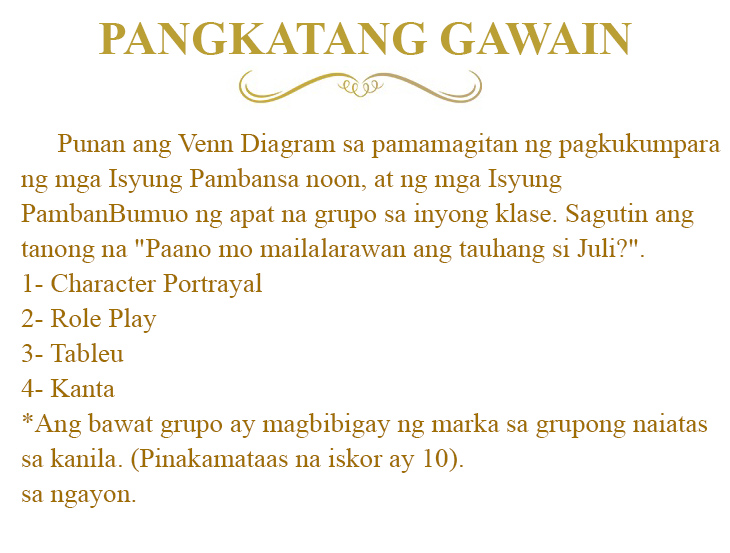 PANGKATANG GAWAIN
Punan ang Venn Diagram sa pamamagitan ng pagkukumpara
ng mga Isyung Pambansa noon, at ng mga Isyung
PambanBumuo ng apat na grupo sa inyong klase. Sagutin ang
tanong na "Paano mo mailalarawan ang tauhang si Juli?".
1- Character Portrayal
2- Role Play
3- Tableu
4- Kanta
*Ang bawat grupo ay magbibigay ng marka sa grupong naiatas
sa kanila. (Pinakamataas na iskor ay 10).
sa ngayon.